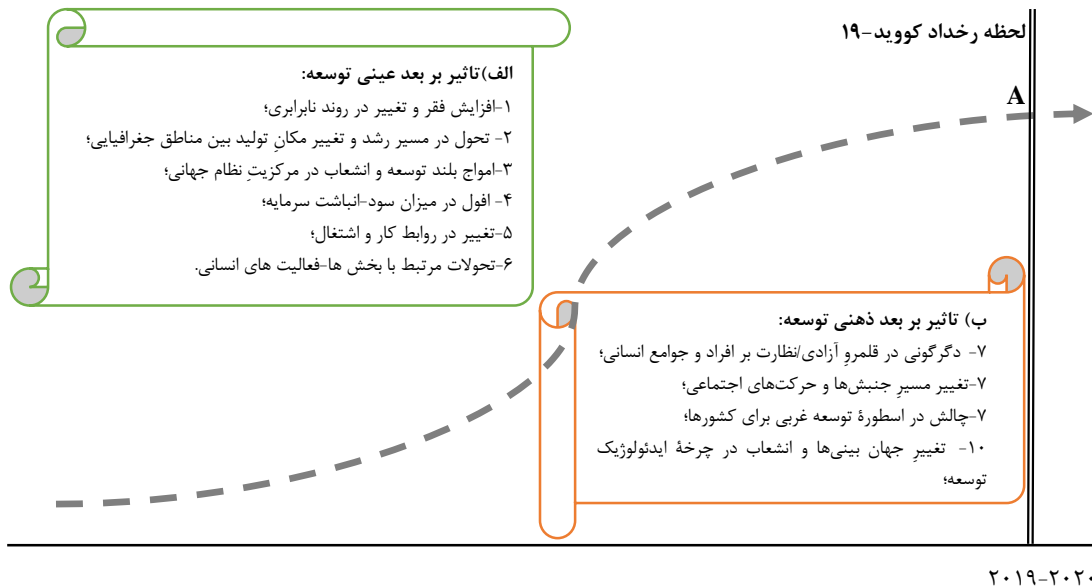 لحظه رخداد کووید-۱۹
A
الف)تاثیر بر بعد عینی توسعه:
۱-افزایش فقر و تغییر در روند نابرابری؛
۲- تحول در مسیر رشد و تغییر مکانِ تولید بین مناطق جغرافیایی؛
۳-امواج بلند توسعه و انشعاب در مرکزیتِ نظام جهانی؛
۴- افول در میزان سود-انباشت سرمایه؛
۵-تغییر در روابط کار و اشتغال؛
۶-تحولات مرتبط با بخش ها-فعالیت های انسانی.
ب) تاثیر بر بعد ذهنی توسعه:
۷- دگرگونی در قلمروِ آزادی/نظارت بر افراد و جوامع انسانی؛
۷-تغییر مسیرِ جنبش‌ها و حرکت‌های اجتماعی؛
۷-چالش در اسطورهٔ توسعه غربی برای کشورها؛
۱۰- تغییرِ جهان بینی‌ها و انشعاب در چرخهٔ ایدئولوژیک
توسعه؛
۲۰۱۹-۲۰۲۰